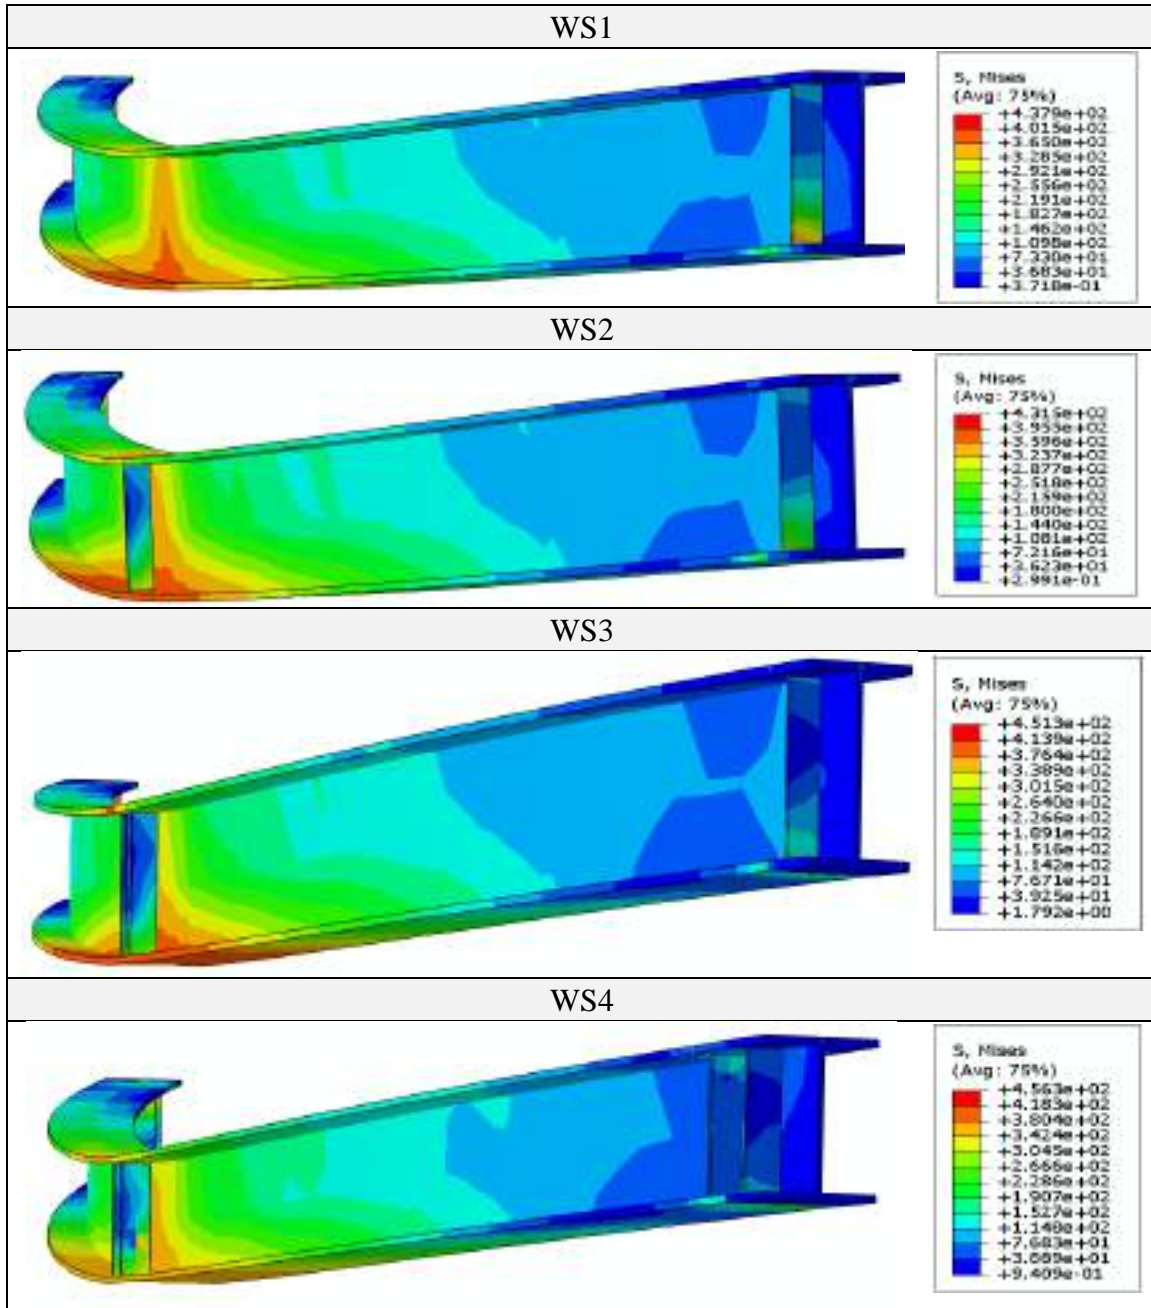 WS1
S, Mises
(Avg: 75%)
+4.379e+02
+4.015e+02
+3.650e+02
+3.285e+02
+2.921e+02
+2.556e+02
+2.191e+02
+1.827e+02
+1.462e+02
+1.098e+02
+7.330e+01
+3.683e+01
+3.718e-01
WS2
S, Mises
(Avg: 75%)
+4.315e+02
+3.955e+02
+3.596e+02
+3.237e+02
+2.877e+02
+2.518e+02
+2.159e+02
+1.800e+02
+1.440e+02
+1.081e+02
+7.216e+01
+3.623e+01
+2.991e-01
WS3
S, Mises
(Avg: 75%)
+4.513e+02
+4.139e+02
+3.764e+02
+3.389e+02
+3.015e+02
+2.640e+02
+2.266e+02
+1.891e+02
+1.516e+02
+1.142e+02
+7.671e+01
+3.925e+01
+1.792e+00
WS4
S, Mises
(Avg: 75%)
+4.563e+02
+4.183e+02
+3.804e+02
+3.424e+02
+3.045e+02
+2.666e+02
+2.286e+02
+1.907e+02
+1.527e+02
+1.148e+02
+7.683e+01
+3.889e+01
+9.409e-01